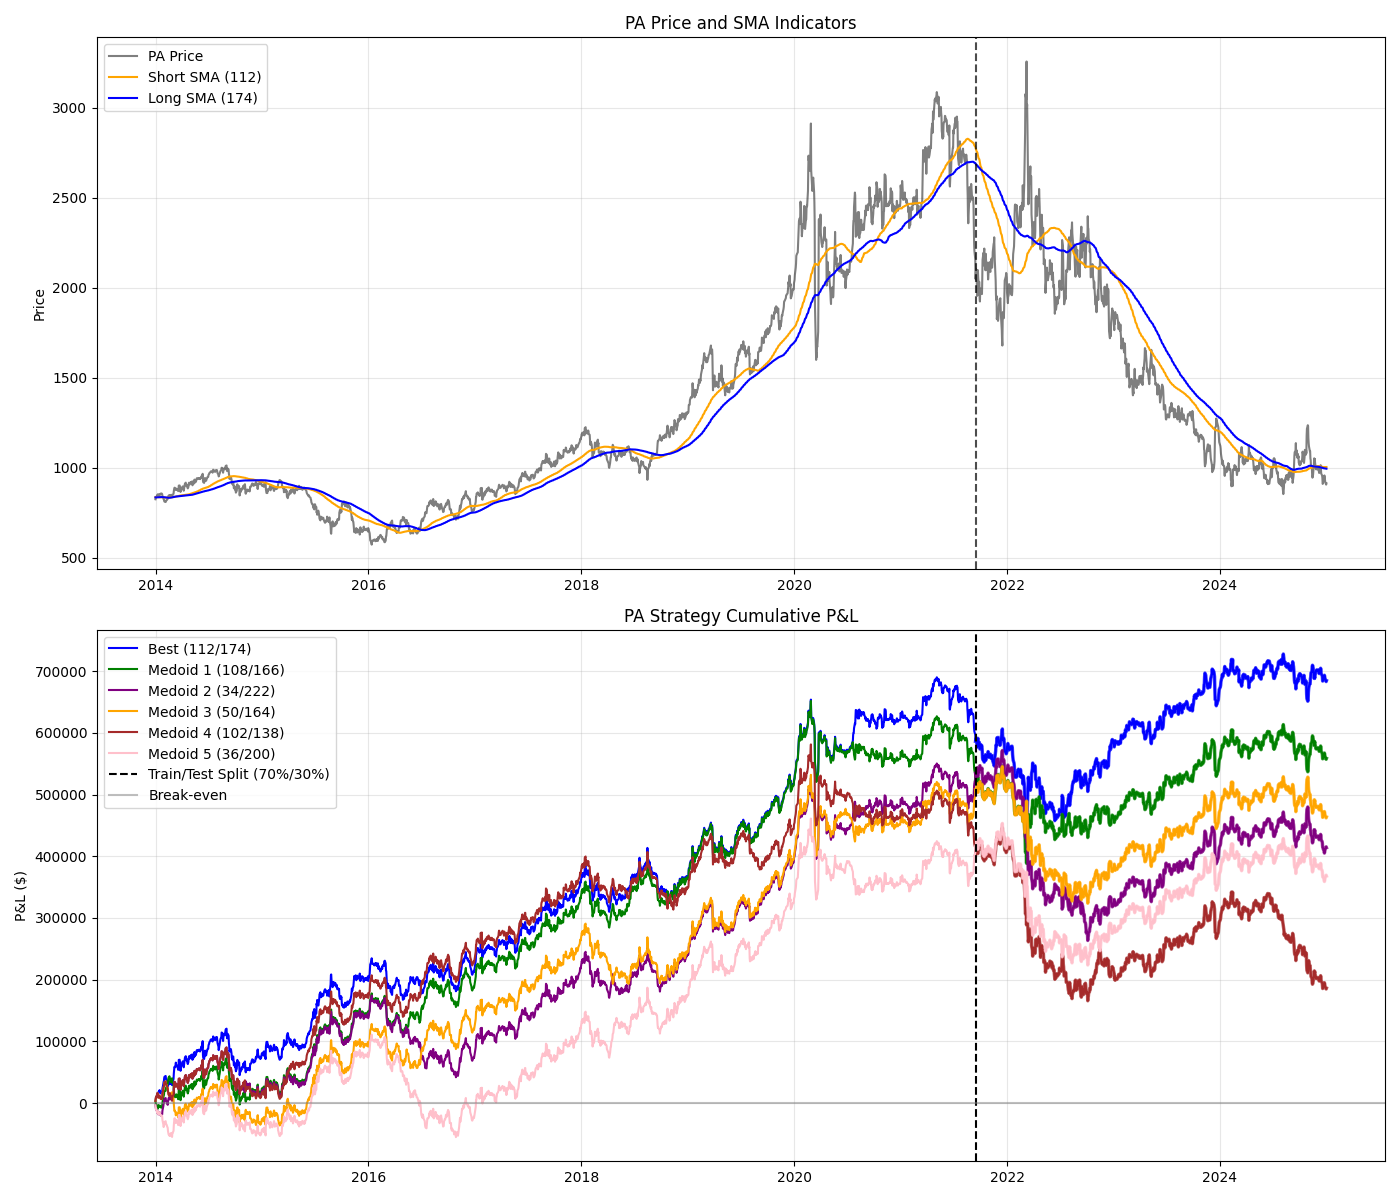 PA Price and SMA Indicators
PA Price
Short SMA (112)
Long SMA (174)
Price
3000
2500
2000
1500
1000
500
2014 2016 2018 2020 2022 2024
PA Strategy Cumulative P&L
Best (112/174)
Medoid 1 (108/166)
Medoid 2 (34/222)
Medoid 3 (50/164)
Medoid 4 (102/138)
Medoid 5 (36/200)
Train/Test Split (70%/30%)
Break-even
P&L ($)
700000
600000
500000
400000
300000
200000
100000
0
2014 2016 2018 2020 2022 2024